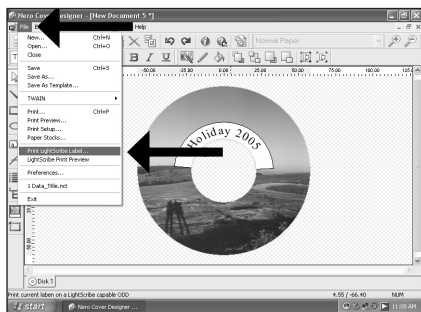 Nero Cover Designer - [New Document 5 *]
File
Normal Paper
New... Ctrl+N
Open... Ctrl+O
Close
Save Ctrl+S
Save As...
Save As Template...
TWAIN
Print... Ctrl+P
Print Preview...
Print Setup...
Paper Stocks...
Print LightScribe Label...
LightScribe Print Preview
Preferences...
1 Data_Title.nct
Exit
-50.00 -25.00 0.00 25.00 50.00 75.00 100.00
Holiday 2005
Disk 1
Print current label on a LightScribe capable ODD 4.55 / -66.40 NUM
start Nero Cover Designer ... 11:08 AM